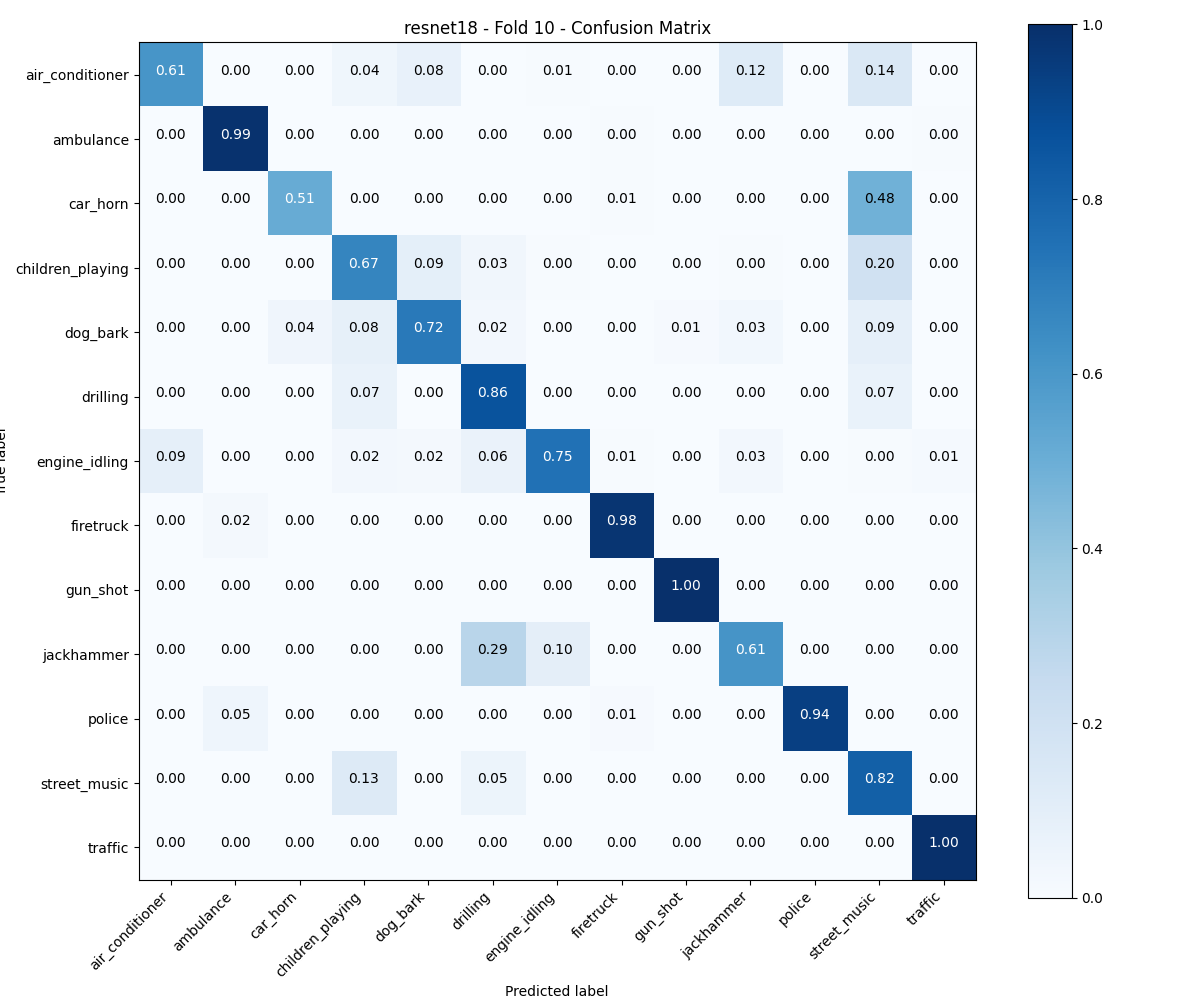 resnet18 - Fold 10 - Confusion Matrix
air_conditioner 0.61 0.00 0.00 0.04 0.08 0.00 0.01 0.00 0.00 0.12 0.00 0.14 0.00
ambulance 0.00 0.99 0.00 0.00 0.00 0.00 0.00 0.00 0.00 0.00 0.00 0.00 0.00
car_horn 0.00 0.00 0.51 0.00 0.00 0.00 0.00 0.01 0.00 0.00 0.00 0.48 0.00
children_playing 0.00 0.00 0.00 0.67 0.09 0.03 0.00 0.00 0.00 0.00 0.00 0.20 0.00
dog_bark 0.00 0.00 0.04 0.08 0.72 0.02 0.00 0.00 0.01 0.03 0.00 0.09 0.00
drilling 0.00 0.00 0.00 0.07 0.00 0.86 0.00 0.00 0.00 0.00 0.00 0.07 0.00
engine_idling 0.09 0.00 0.00 0.02 0.02 0.06 0.75 0.01 0.00 0.03 0.00 0.00 0.01
firetruck 0.00 0.02 0.00 0.00 0.00 0.00 0.00 0.98 0.00 0.00 0.00 0.00 0.00
gun_shot 0.00 0.00 0.00 0.00 0.00 0.00 0.00 0.00 1.00 0.00 0.00 0.00 0.00
jackhammer 0.00 0.00 0.00 0.00 0.00 0.29 0.10 0.00 0.00 0.61 0.00 0.00 0.00
police 0.00 0.05 0.00 0.00 0.00 0.00 0.00 0.01 0.00 0.00 0.94 0.00 0.00
street_music 0.00 0.00 0.00 0.13 0.00 0.05 0.00 0.00 0.00 0.00 0.00 0.82 0.00
traffic 0.00 0.00 0.00 0.00 0.00 0.00 0.00 0.00 0.00 0.00 0.00 0.00 1.00
air_conditioner ambulance car_horn children_playing dog_bark drilling engine_idling firetruck gun_shot jackhammer police street_music traffic
Predicted label
label
1.0
0.8
0.6
0.4
0.2
0.0